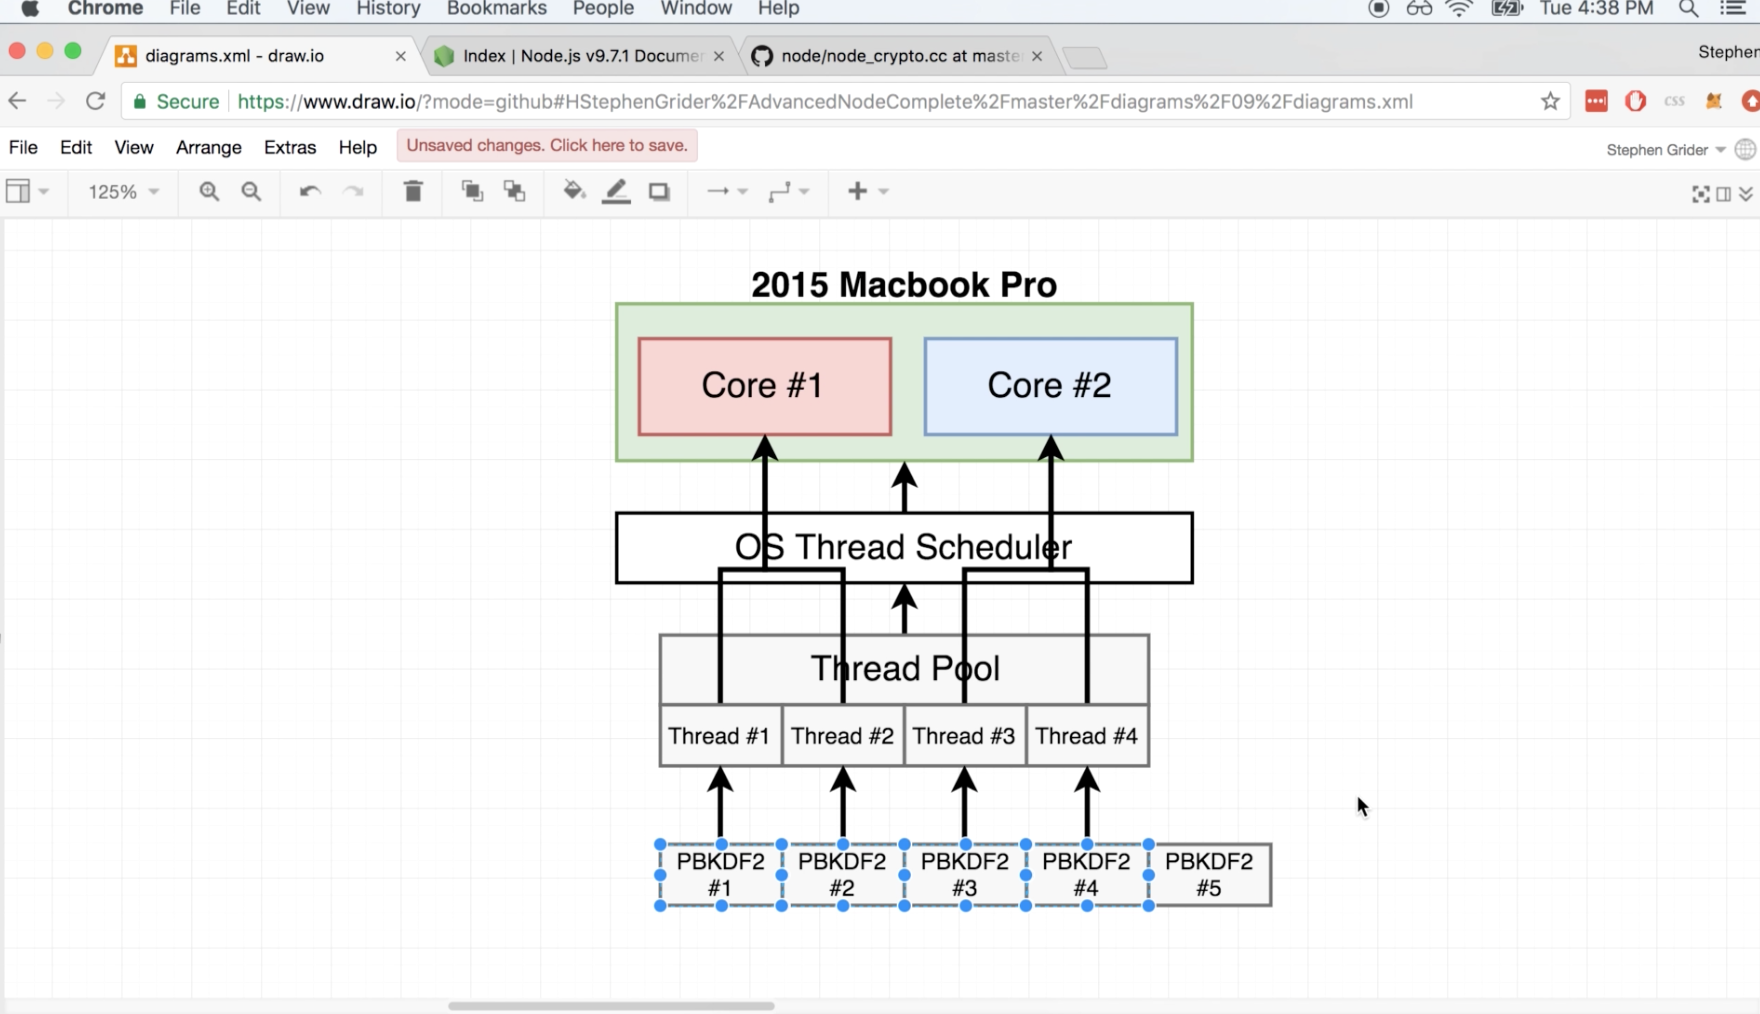 Chrome File Edit View History Bookmarks People Window Help Tue 4:38 PM
diagrams.xml - draw.io Index | Node.js v9.7.1 Documen node/node_crypto.cc at maste Stephen
Secure https://www.draw.io/?mode=github#HStephenGrider%2FAdvancedNodeComplete%2Fmaster%2Fdiagrams%2F09%2Fdiagrams.xml CSS
File Edit View Arrange Extras Help Unsaved changes. Click here to save. Stephen Grider
125%
2015 Macbook Pro
Core #1 Core #2
OS Thread Scheduler
Thread Pool
Thread #1 Thread #2 Thread #3 Thread #4
PBKDF2 PBKDF2 PBKDF2 PBKDF2 PBKDF2
#1 #2 #3 #4 #5